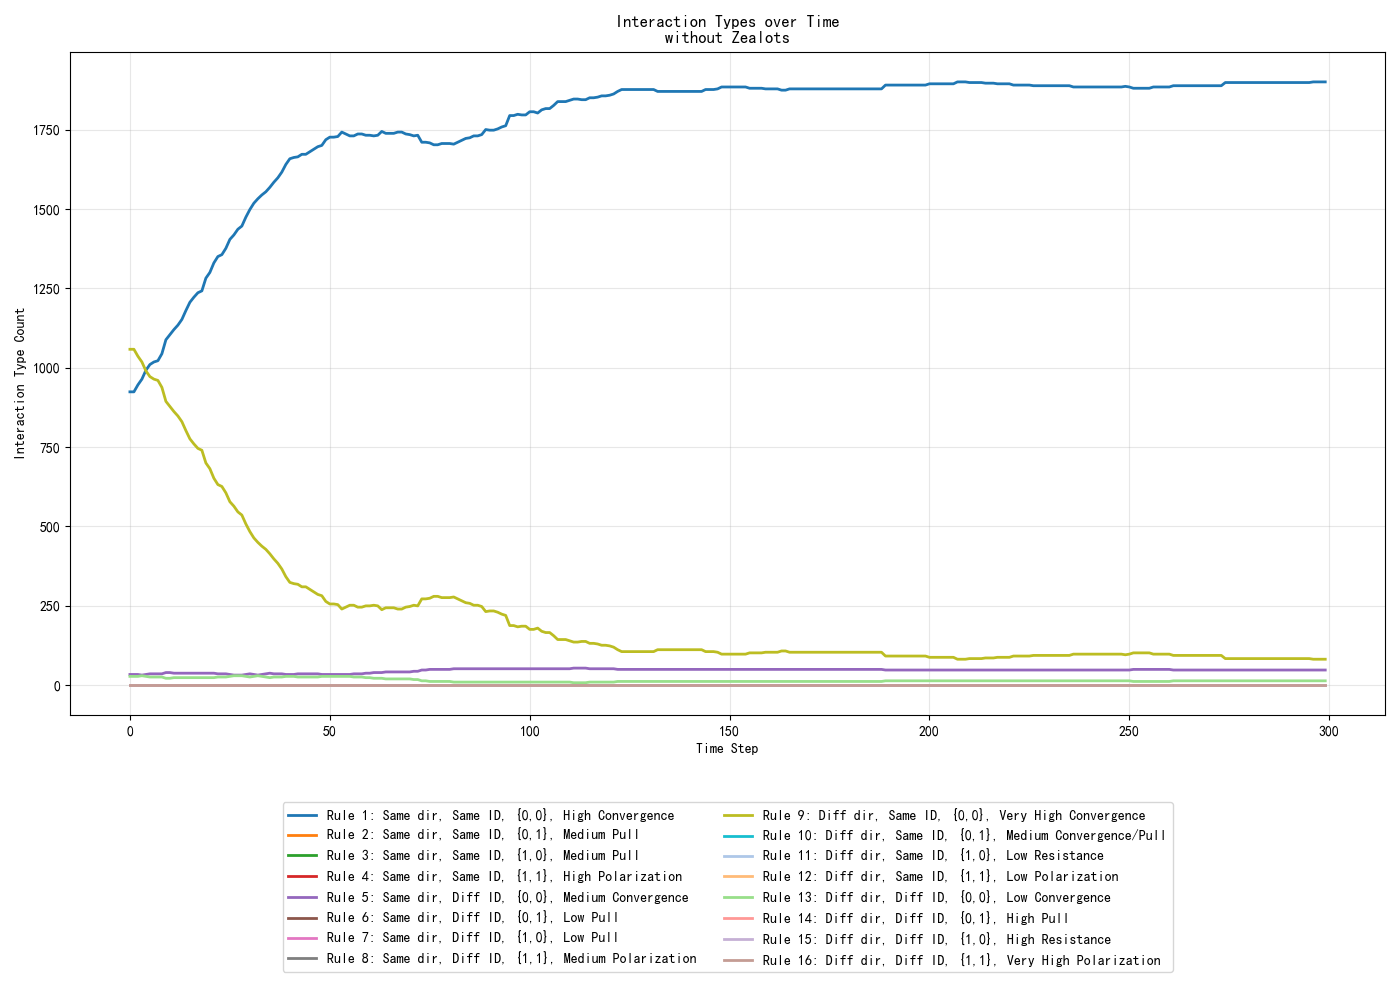 Interaction Types over Time
without Zealots
Interaction Type Count
1750
1500
1250
1000
750
500
250
0
0
50
100
150
200
250
300
Time Step
Rule 1: Same dir, Same ID, {0,0}, High Convergence
Rule 2: Same dir, Same ID, {0,1}, Medium Pull
Rule 3: Same dir, Same ID, {1,0}, Medium Pull
Rule 4: Same dir, Same ID, {1,1}, High Polarization
Rule 5: Same dir, Diff ID, {0,0}, Medium Convergence
Rule 6: Same dir, Diff ID, {0,1}, Low Pull
Rule 7: Same dir, Diff ID, {1,0}, Low Pull
Rule 8: Same dir, Diff ID, {1,1}, Medium Polarization
Rule 9: Diff dir, Same ID, {0,0}, Very High Convergence
Rule 10: Diff dir, Same ID, {0,1}, Medium Convergence/Pull
Rule 11: Diff dir, Same ID, {1,0}, Low Resistance
Rule 12: Diff dir, Same ID, {1,1}, Low Polarization
Rule 13: Diff dir, Diff ID, {0,0}, Low Convergence
Rule 14: Diff dir, Diff ID, {0,1}, High Pull
Rule 15: Diff dir, Diff ID, {1,0}, High Resistance
Rule 16: Diff dir, Diff ID, {1,1}, Very High Polarization